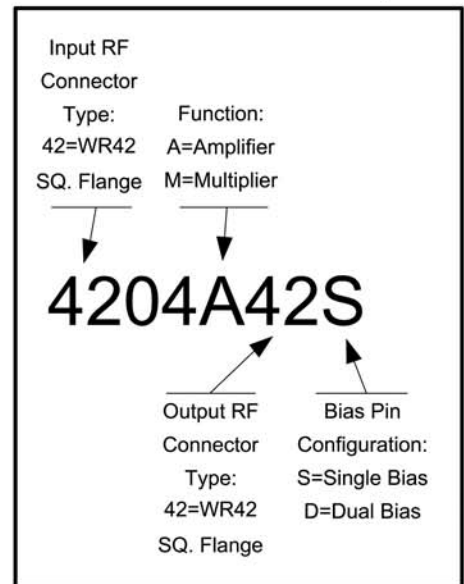 Input RF
Connector
Type:
42=WR42
SQ. Flange
Function:
A=Amplifier
M=Multiplier
4204A42S
Output RF
Connector
Type:
42=WR42
SQ. Flange
Bias Pin
Configuration:
S=Single Bias
D=Dual Bias